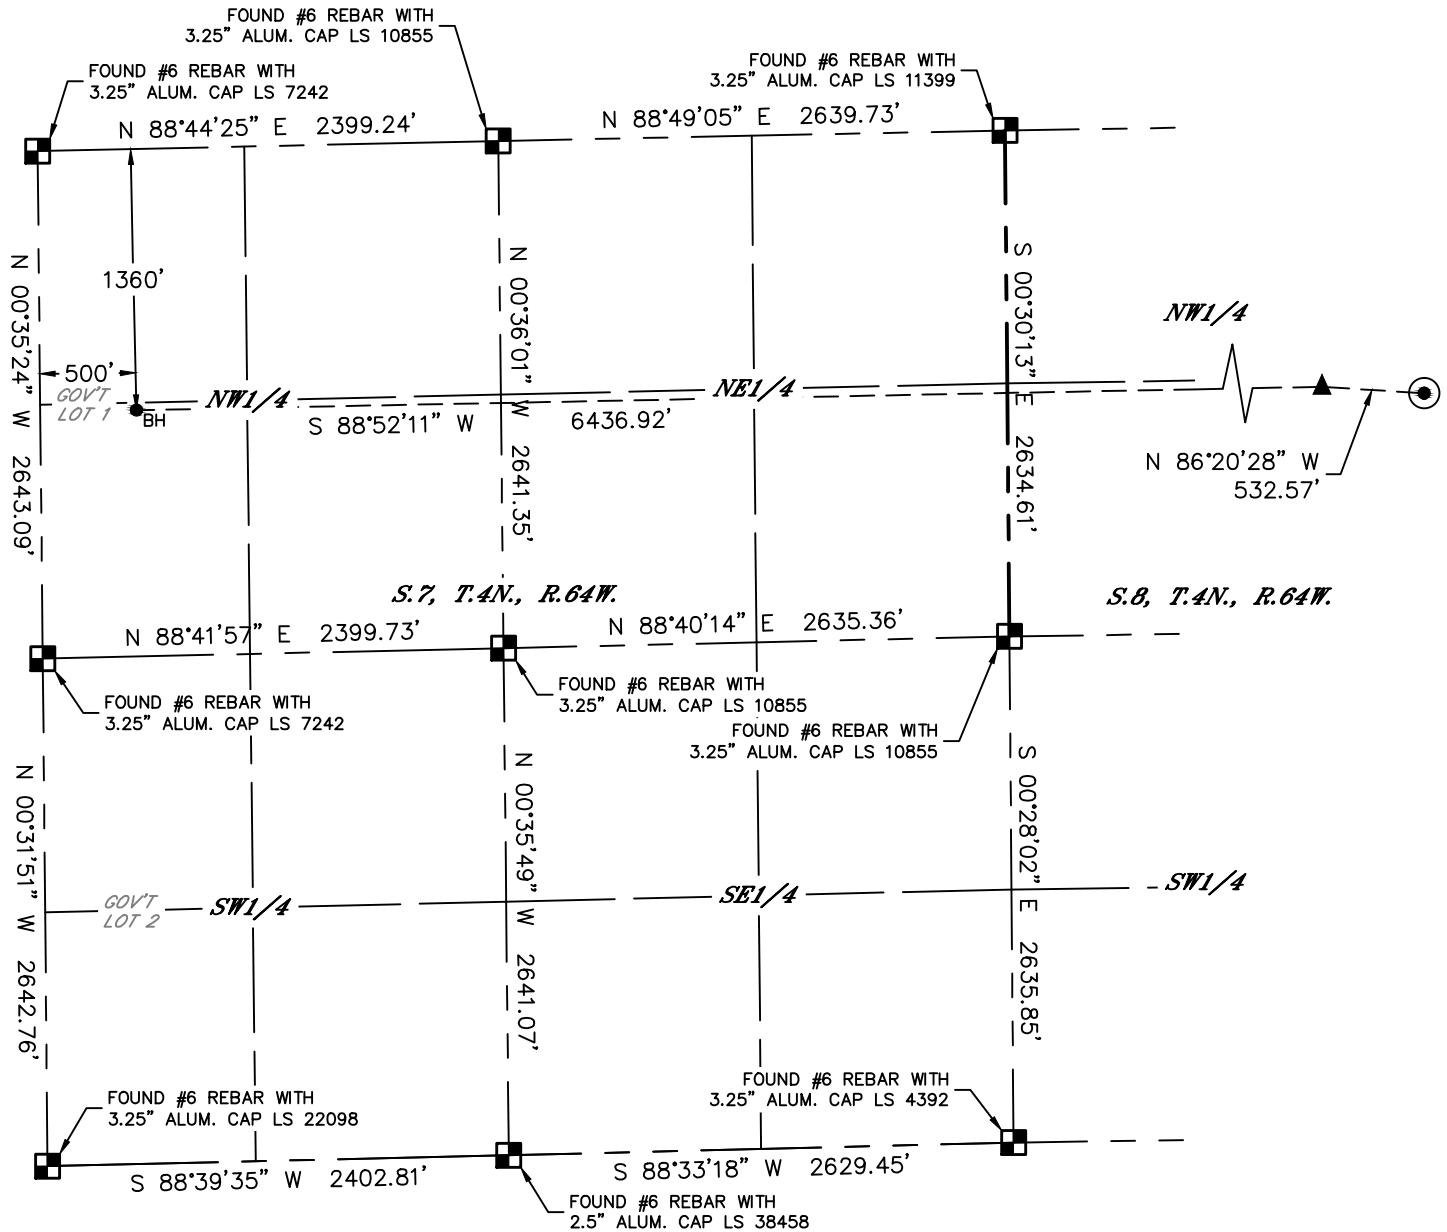 FOUND #6 REBAR WITH
3.25" ALUM. CAP LS 10855
FOUND #6 REBAR WITH
3.25" ALUM. CAP LS 7242
FOUND #6 REBAR WITH
3.25" ALUM. CAP LS 11399
N 88°44'25" E 2399.24'
N 88°49'05" E 2639.73'
N 00°35'24" W 2643.09'
1360'
500'
GOV'T
LOT 1
BH
NW1/4
N 00°36'01" W 2641.35'
S 88°52'11" W 6436.92'
NE1/4
S 00°30'13" E 2634.61'
NW1/4
N 86°20'28" W
532.57'
S.7, T.4N., R.64W.
S.8, T.4N., R.64W.
N 88°41'57" E 2399.73'
N 88°40'14" E 2635.36'
FOUND #6 REBAR WITH
3.25" ALUM. CAP LS 7242
FOUND #6 REBAR WITH
3.25" ALUM. CAP LS 10855
FOUND #6 REBAR WITH
3.25" ALUM. CAP LS 10855
N 00°31'51" W 2642.76'
GOV'T
LOT 2
SW1/4
N 00°35'49" W 2641.07'
SE1/4
S 00°28'02" E 2635.85'
SW1/4
FOUND #6 REBAR WITH
3.25" ALUM. CAP LS 22098
FOUND #6 REBAR WITH
3.25" ALUM. CAP LS 4392
S 88°39'35" W 2402.81'
S 88°33'18" W 2629.45'
FOUND #6 REBAR WITH
2.5" ALUM. CAP LS 38458